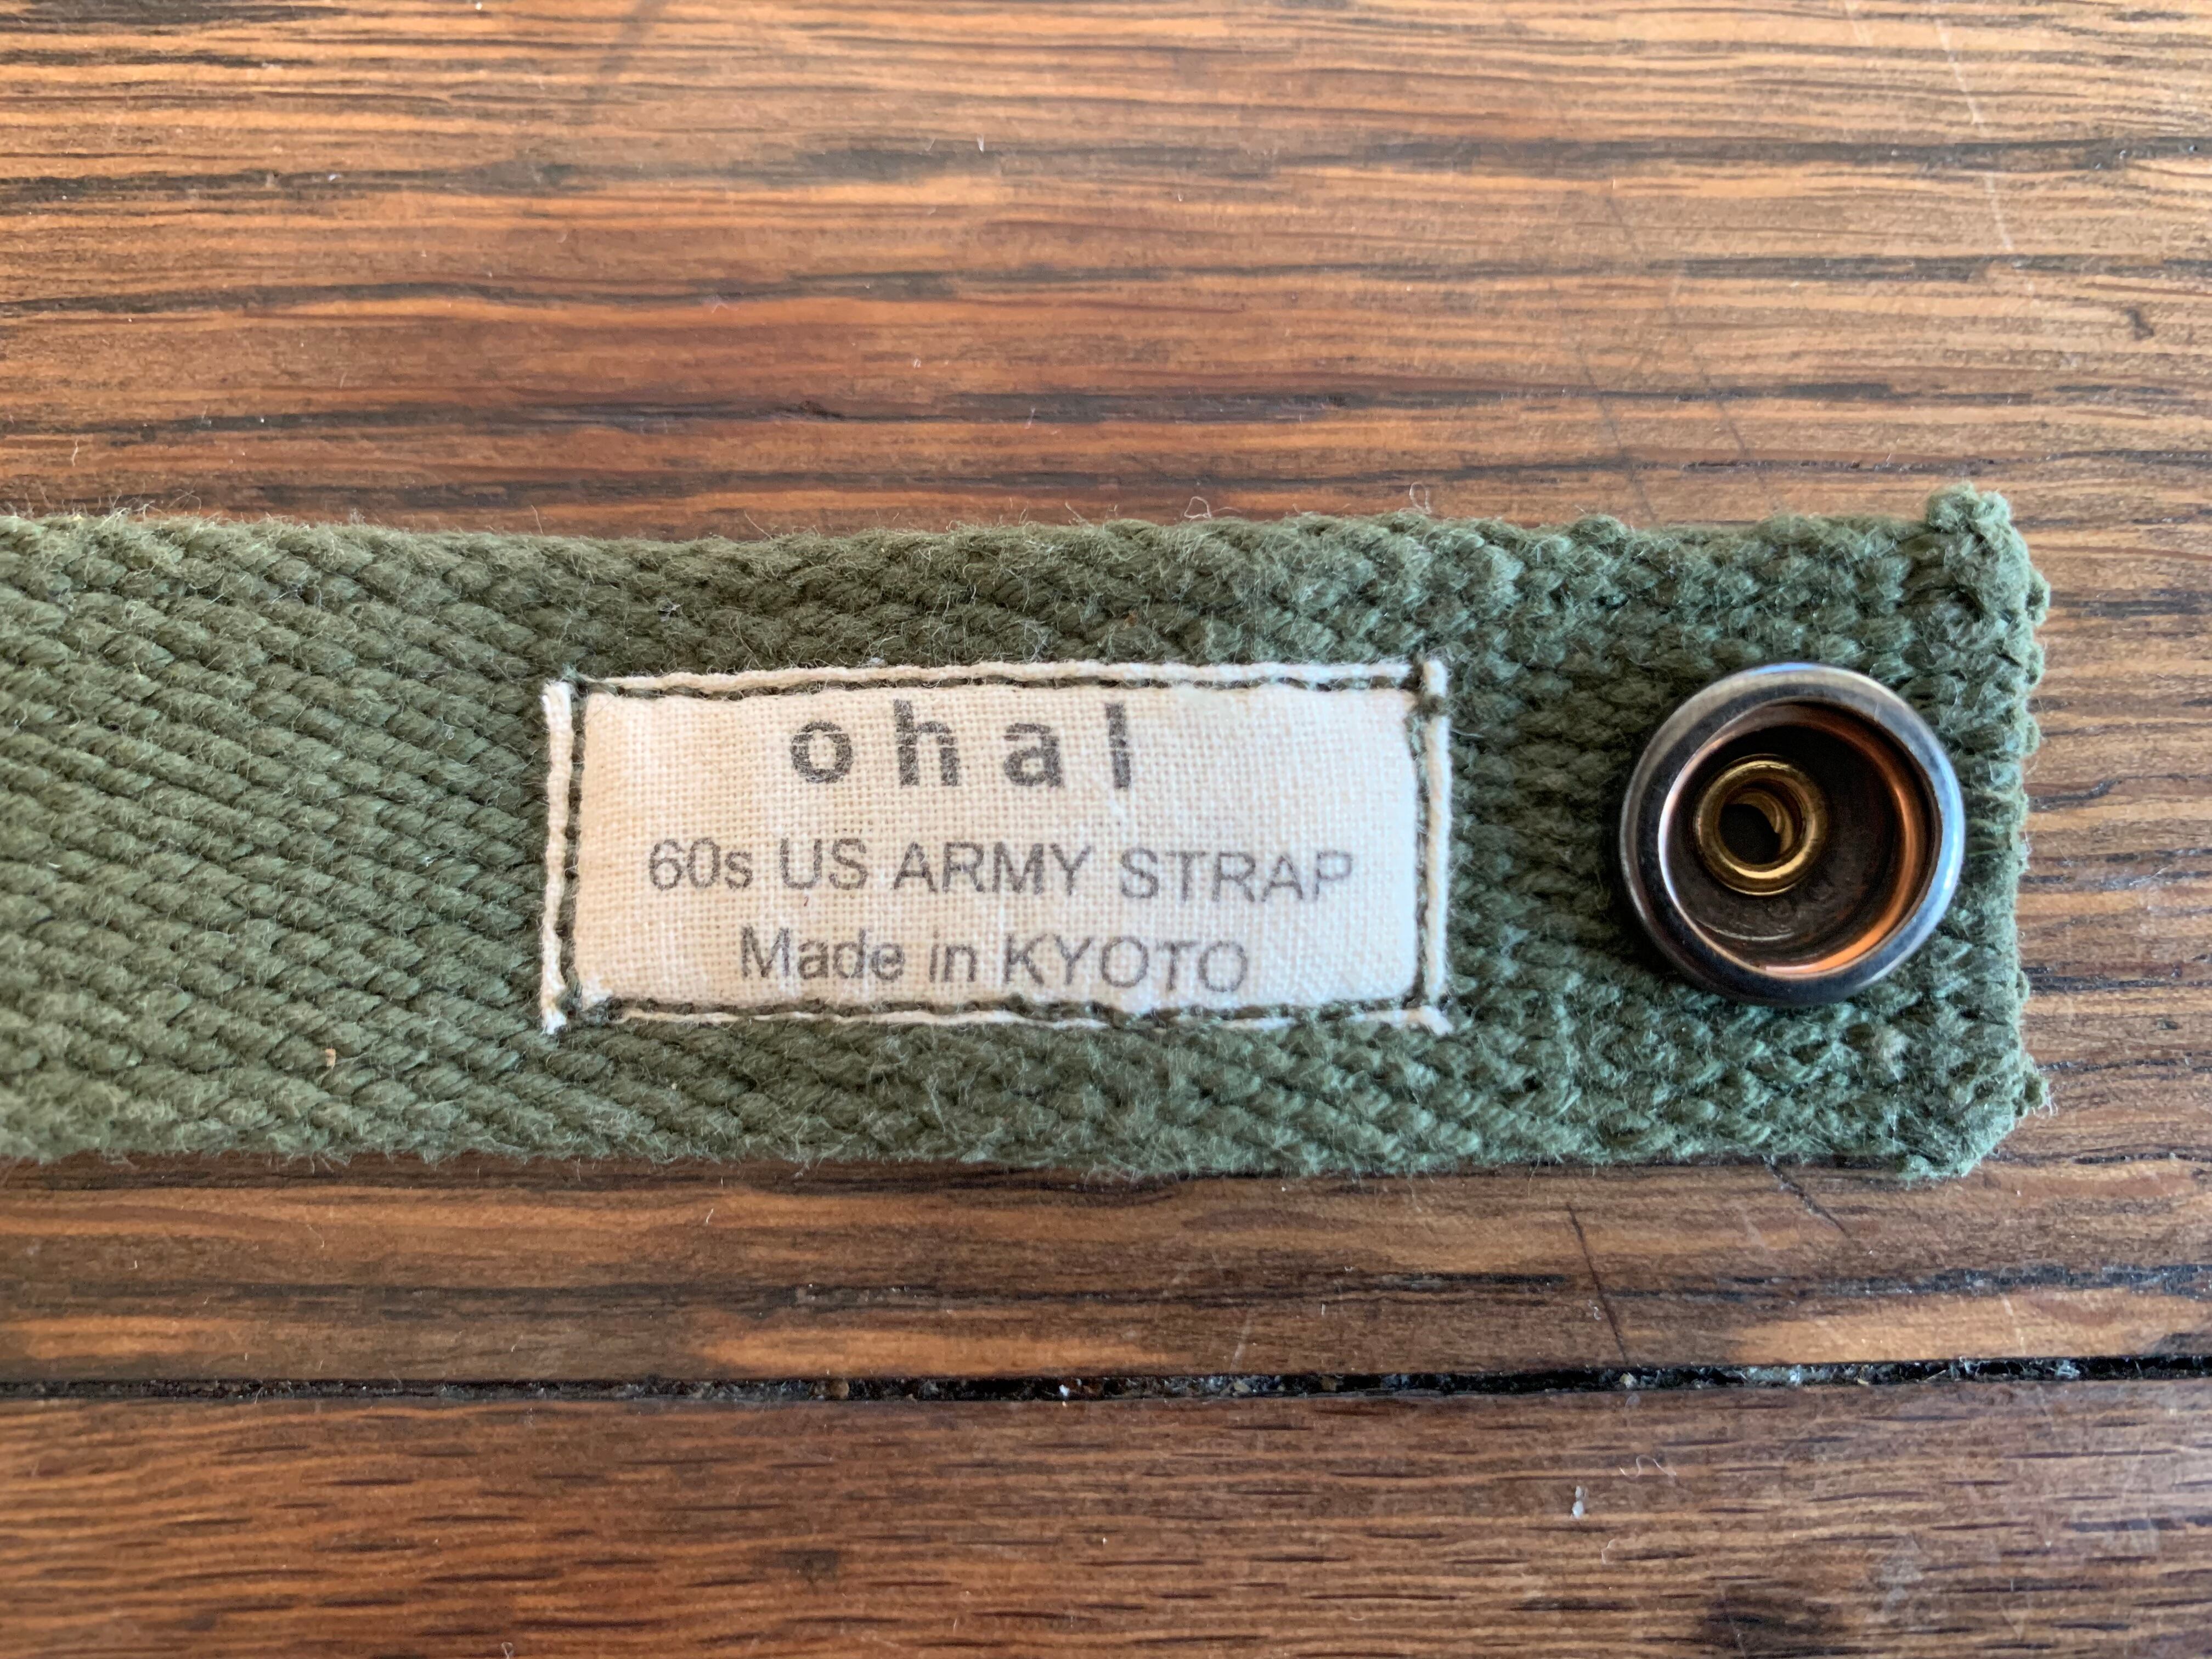 ohal
60s US ARMY STRAP
Made in KYOTO